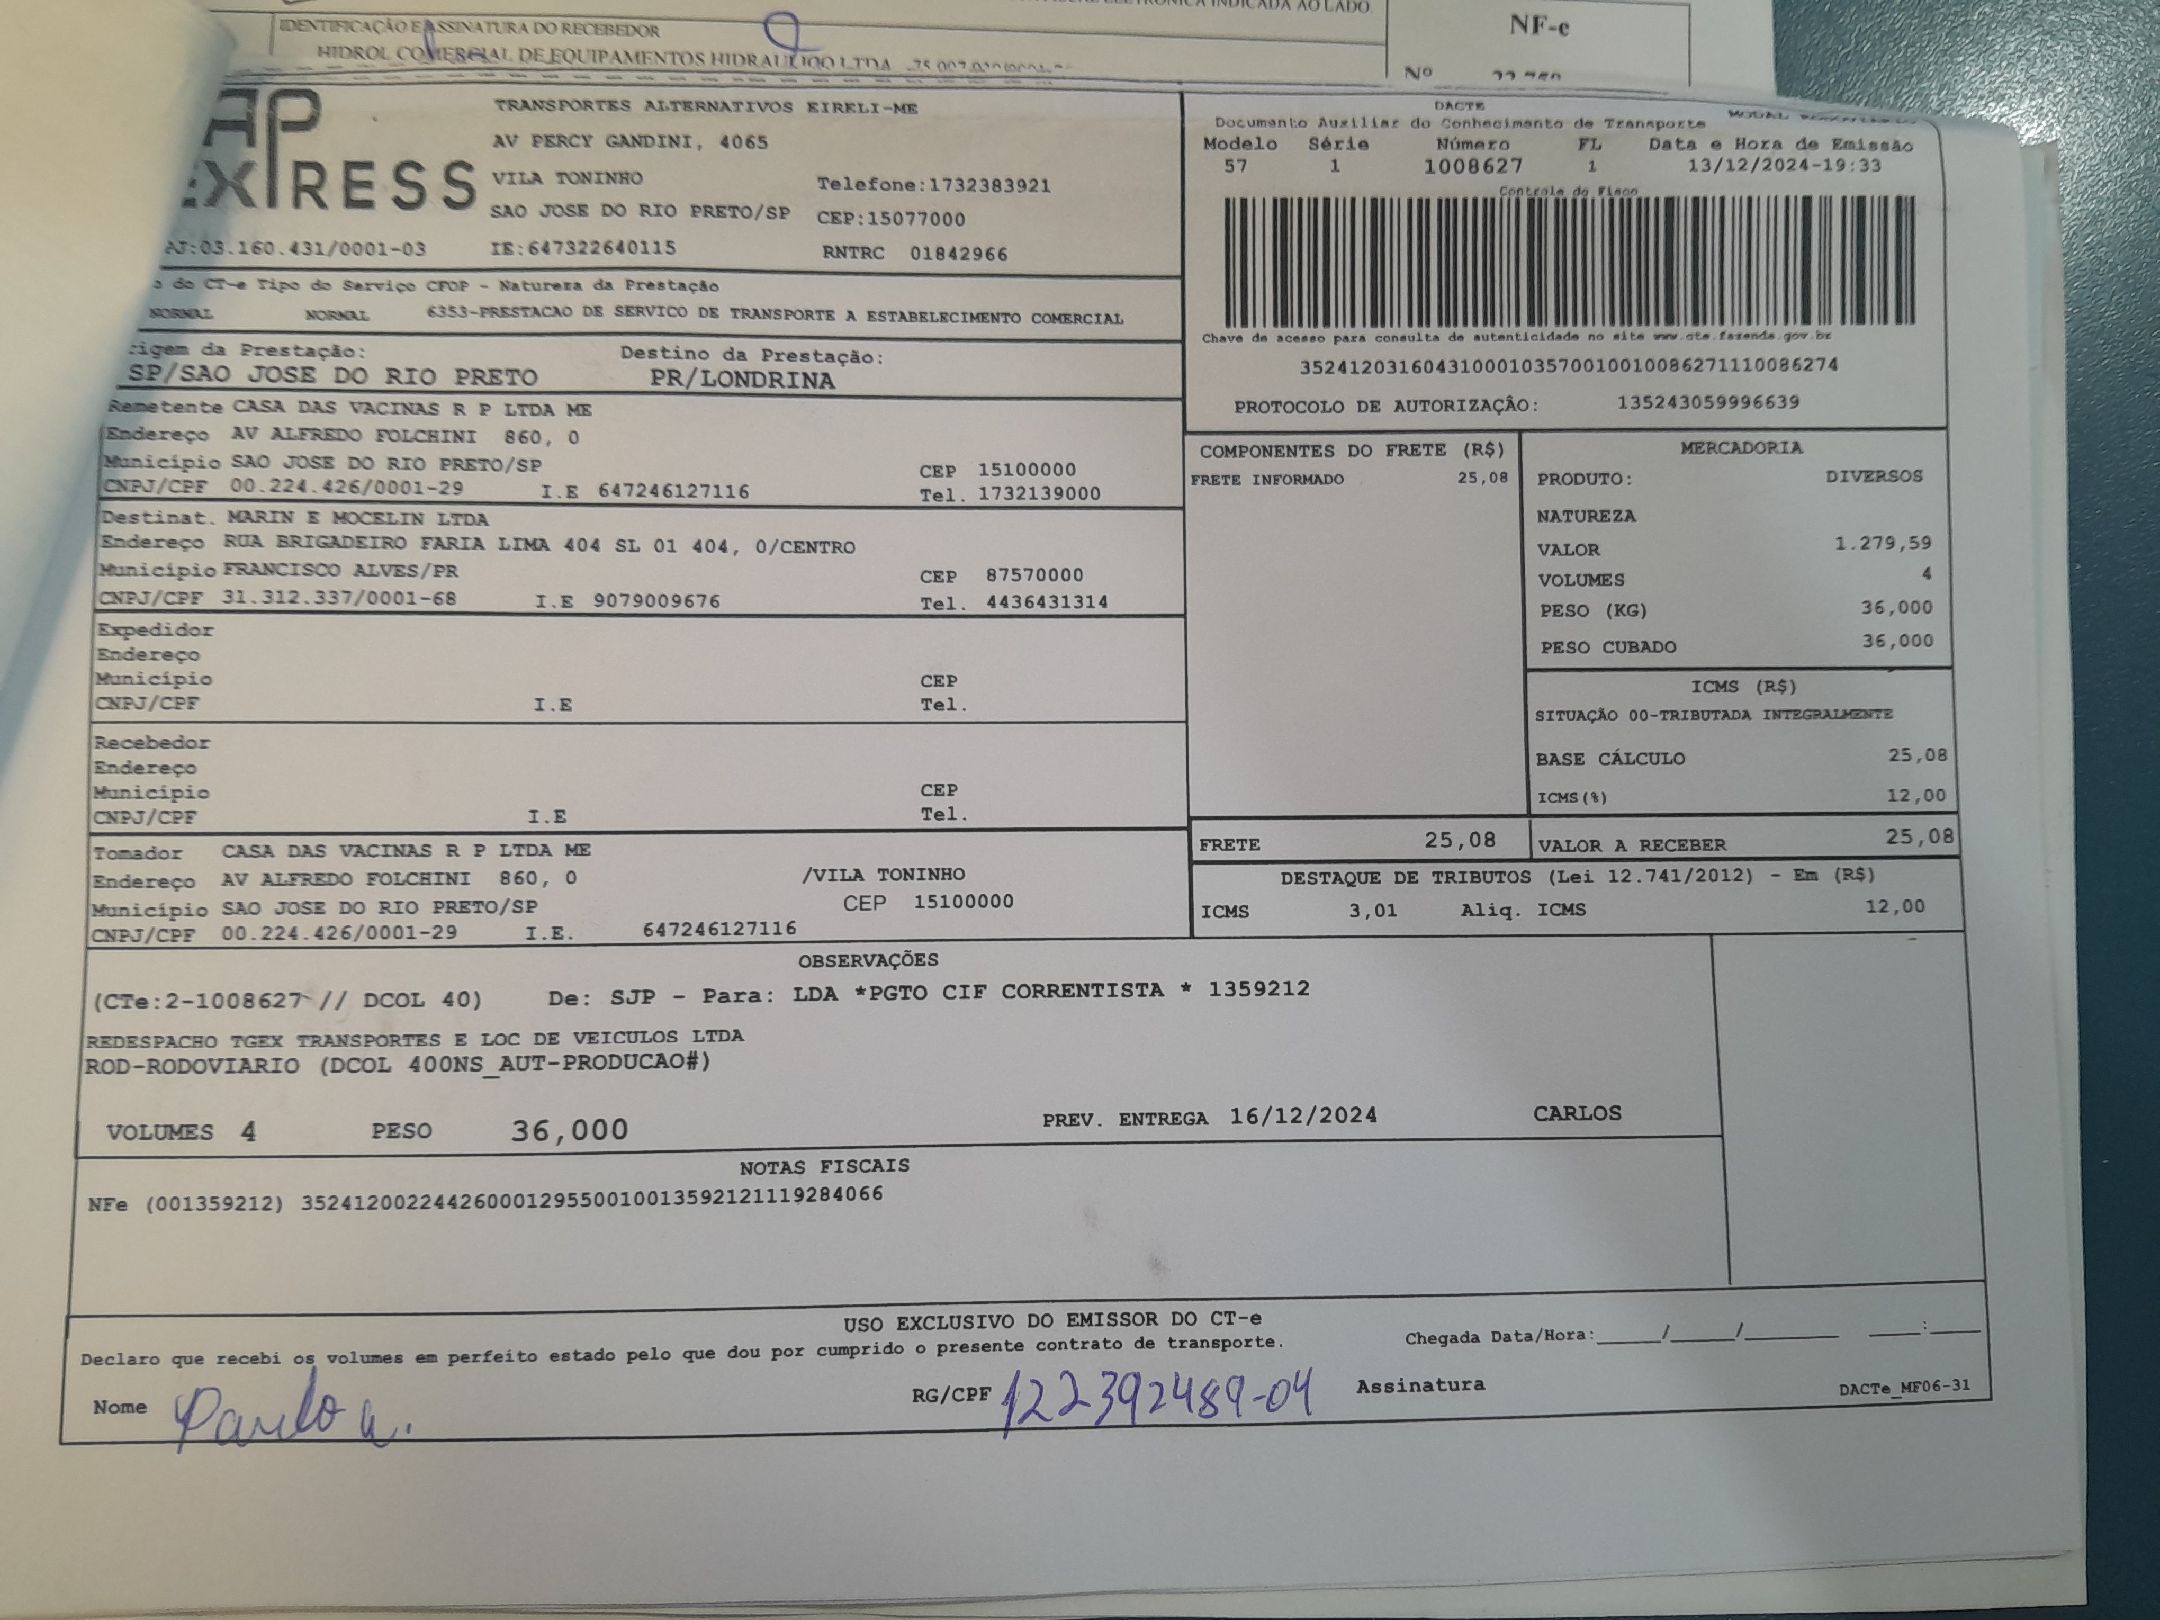 IDENTIFICAÇÃO E ASSINATURA DO RECEBEDOR
HIDROL COMERCIAL DE EQUIPAMENTOS HIDRAULICO LTDA
INDICADA AO LADO
NF-e
Nº
AP EXPRESS
TRANSPORTES ALTERNATIVOS EIRELI-ME
AV PERCY GANDINI, 4065
VILA TONINHO Telefone:1732383921
SAO JOSE DO RIO PRETO/SP CEP:15077000
:03.160.431/0001-03 IE:647322640115 RNTRC 01842966
do CT-e Tipo do Serviço CFOP - Natureza da Prestação
NORMAL NORMAL 6353-PRESTACAO DE SERVICO DE TRANSPORTE A ESTABELECIMENTO COMERCIAL
rigem da Prestação: Destino da Prestação:
SP/SAO JOSE DO RIO PRETO PR/LONDRINA
Remetente CASA DAS VACINAS R P LTDA ME
Endereço AV ALFREDO FOLCHINI 860, 0
Município SAO JOSE DO RIO PRETO/SP CEP 15100000
CNPJ/CPF 00.224.426/0001-29 I.E 647246127116 Tel. 1732139000
Destinat. MARIN E MOCELIN LTDA
Endereço RUA BRIGADEIRO FARIA LIMA 404 SL 01 404, 0/CENTRO
Município FRANCISCO ALVES/PR CEP 87570000
CNPJ/CPF 31.312.337/0001-68 I.E 9079009676 Tel. 4436431314
Expedidor
Endereço
Município CEP
CNPJ/CPF I.E Tel.
Recebedor
Endereço
Município CEP
CNPJ/CPF I.E Tel.
Tomador CASA DAS VACINAS R P LTDA ME
Endereço AV ALFREDO FOLCHINI 860, 0 /VILA TONINHO
Município SAO JOSE DO RIO PRETO/SP CEP 15100000
CNPJ/CPF 00.224.426/0001-29 I.E. 647246127116
DACTE
Documento Auxiliar do Conhecimento de Transporte
Modelo Série Número FL Data e Hora de Emissão
57 1 1008627 1 13/12/2024-19:33
Controle do Fisco
Chave de acesso para consulta de autenticidade no site www.cte.fazenda.gov.br
35241203160431000103570010010086271110086274
PROTOCOLO DE AUTORIZAÇÃO: 135243059996639
COMPONENTES DO FRETE (R$)
FRETE INFORMADO 25,08
MERCADORIA
PRODUTO: DIVERSOS
NATUREZA
VALOR 1.279,59
VOLUMES 4
PESO (KG) 36,000
PESO CUBADO 36,000
ICMS (R$)
SITUAÇÃO 00-TRIBUTADA INTEGRALMENTE
BASE CÁLCULO 25,08
ICMS(%) 12,00
FRETE 25,08 VALOR A RECEBER 25,08
DESTAQUE DE TRIBUTOS (Lei 12.741/2012) - Em (R$)
ICMS 3,01 Aliq. ICMS 12,00
OBSERVAÇÕES
(CTe:2-1008627 // DCOL 40) De: SJP - Para: LDA *PGTO CIF CORRENTISTA * 1359212
REDESPACHO TGEX TRANSPORTES E LOC DE VEICULOS LTDA
ROD-RODOVIARIO (DCOL 400NS_AUT-PRODUCAO#)
VOLUMES 4 PESO 36,000 PREV. ENTREGA 16/12/2024 CARLOS
NOTAS FISCAIS
NFe (001359212) 35241200224426000129550010013592121119284066
USO EXCLUSIVO DO EMISSOR DO CT-e
Declaro que recebi os volumes em perfeito estado pelo que dou por cumprido o presente contrato de transporte. Chegada Data/Hora:____/____/______ ___:___
Nome RG/CPF 122392489-04 Assinatura DACTe_MF06-31